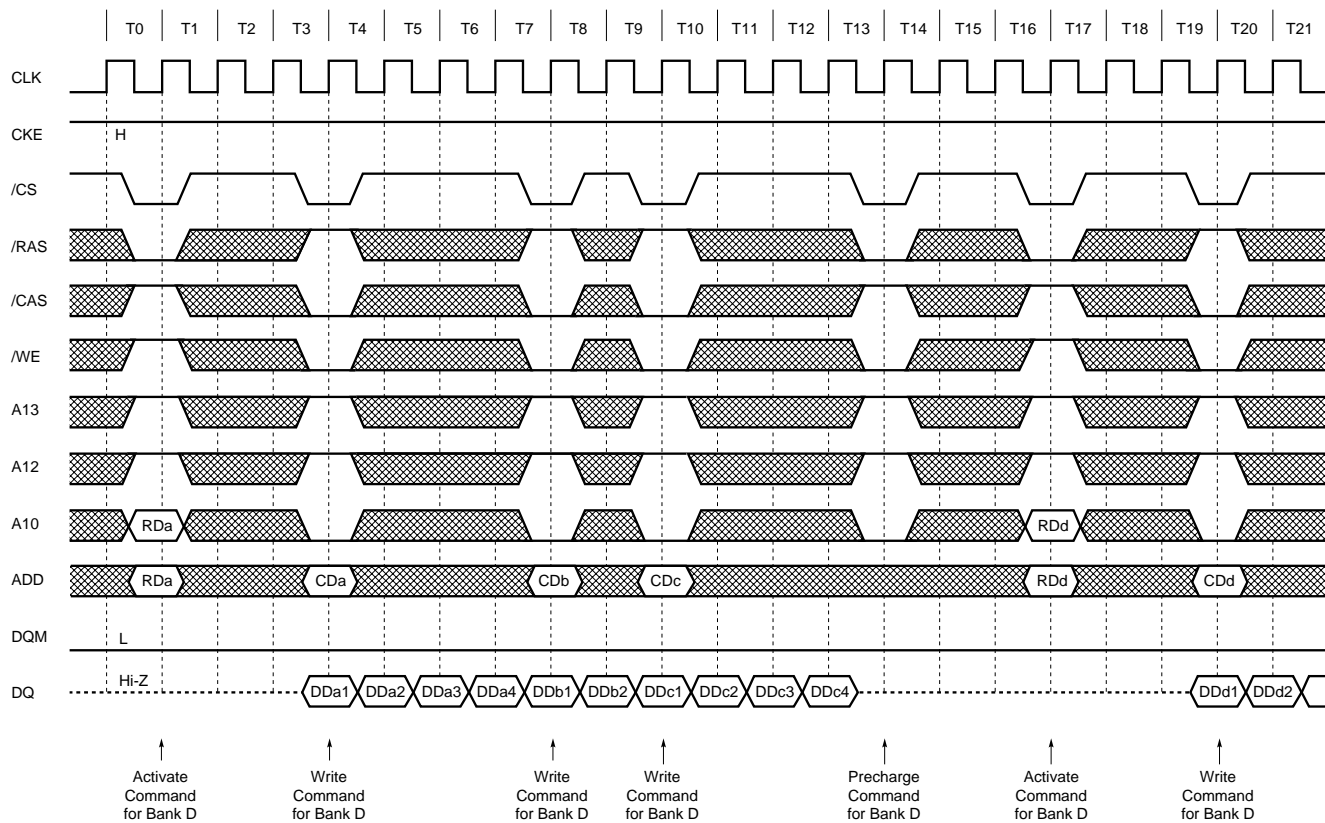 T0 T1 T2 T3 T4 T5 T6 T7 T8 T9 T10 T11 T12 T13 T14 T15 T16 T17 T18 T19 T20 T21
CLK
CKE H
/CS
/RAS
/CAS
/WE
A13
A12
A10 RDa RDd
ADD RDa CDa CDb CDc RDd CDd
DQM L
DQ Hi-Z DDa1 DDa2 DDa3 DDa4 DDb1 DDb2 DDc1 DDc2 DDc3 DDc4 DDd1 DDd2
Activate
Command
for Bank D
Write
Command
for Bank D
Write
Command
for Bank D
Write
Command
for Bank D
Precharge
Command
for Bank D
Activate
Command
for Bank D
Write
Command
for Bank D